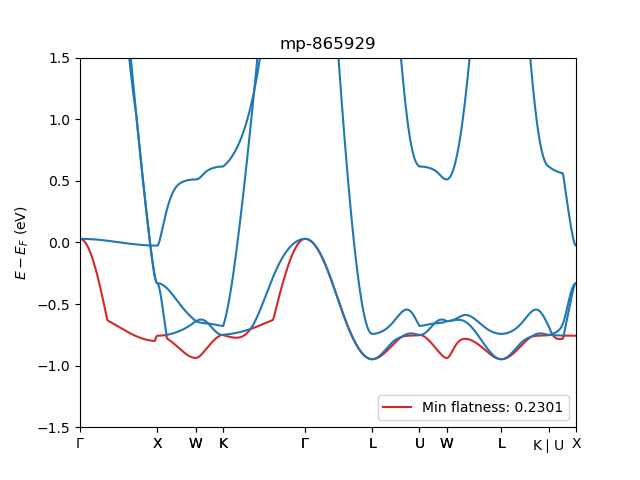 mp-865929
E − E_F (eV)
1.5
1.0
0.5
0.0
−0.5
−1.0
−1.5
Min flatness: 0.2301
Γ X W K Γ L U W L K | U X